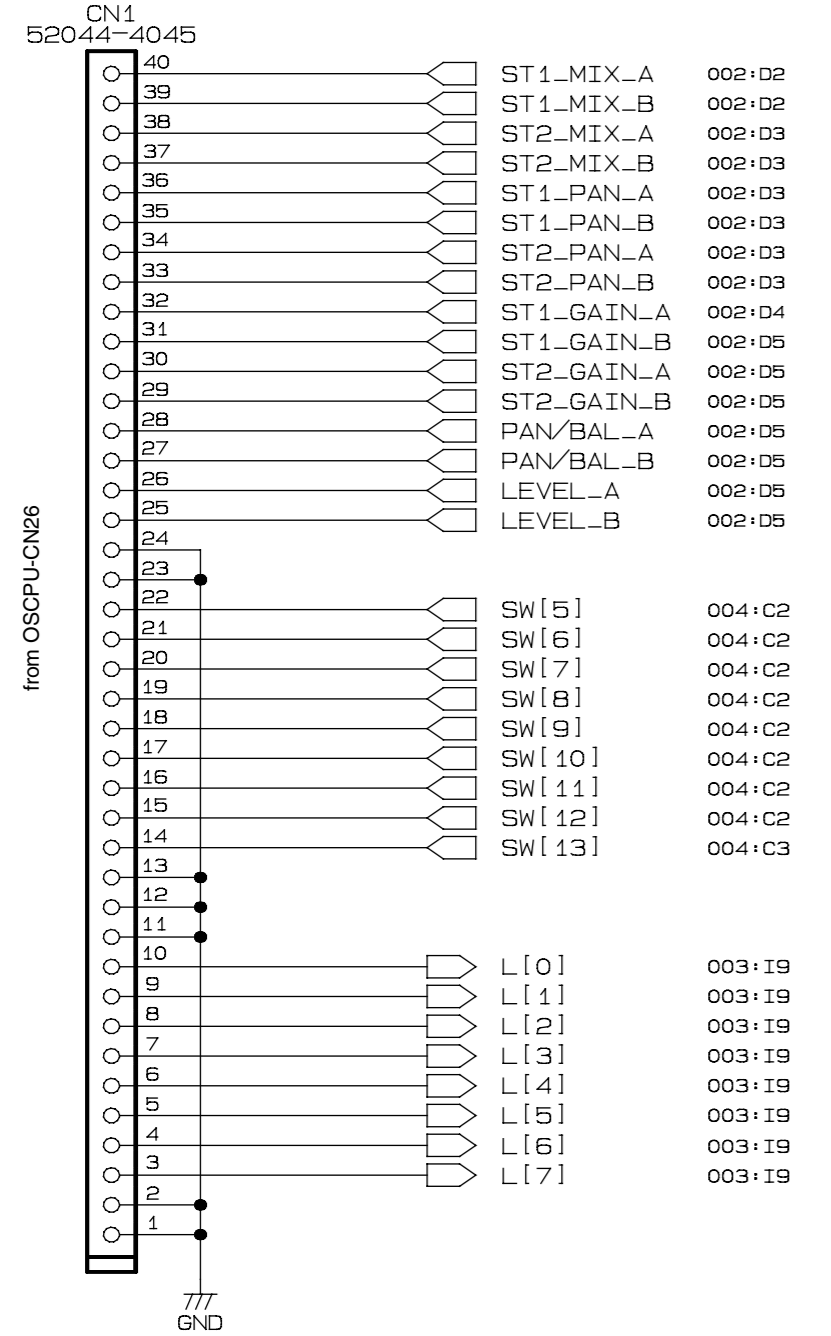 CN1
52044-4045
40 ST1_MIX_A 002:D2
39 ST1_MIX_B 002:D2
38 ST2_MIX_A 002:D3
37 ST2_MIX_B 002:D3
36 ST1_PAN_A 002:D3
35 ST1_PAN_B 002:D3
34 ST2_PAN_A 002:D3
33 ST2_PAN_B 002:D3
32 ST1_GAIN_A 002:D4
31 ST1_GAIN_B 002:D5
30 ST2_GAIN_A 002:D5
29 ST2_GAIN_B 002:D5
28 PAN/BAL_A 002:D5
27 PAN/BAL_B 002:D5
26 LEVEL_A 002:D5
25 LEVEL_B 002:D5
24
23
22 SW[5] 004:C2
21 SW[6] 004:C2
20 SW[7] 004:C2
19 SW[8] 004:C2
18 SW[9] 004:C2
17 SW[10] 004:C2
16 SW[11] 004:C2
15 SW[12] 004:C2
14 SW[13] 004:C3
13
12
11
10 L[0] 003:I9
9 L[1] 003:I9
8 L[2] 003:I9
7 L[3] 003:I9
6 L[4] 003:I9
5 L[5] 003:I9
4 L[6] 003:I9
3 L[7] 003:I9
2
1
GND
from OSCPU-CN26